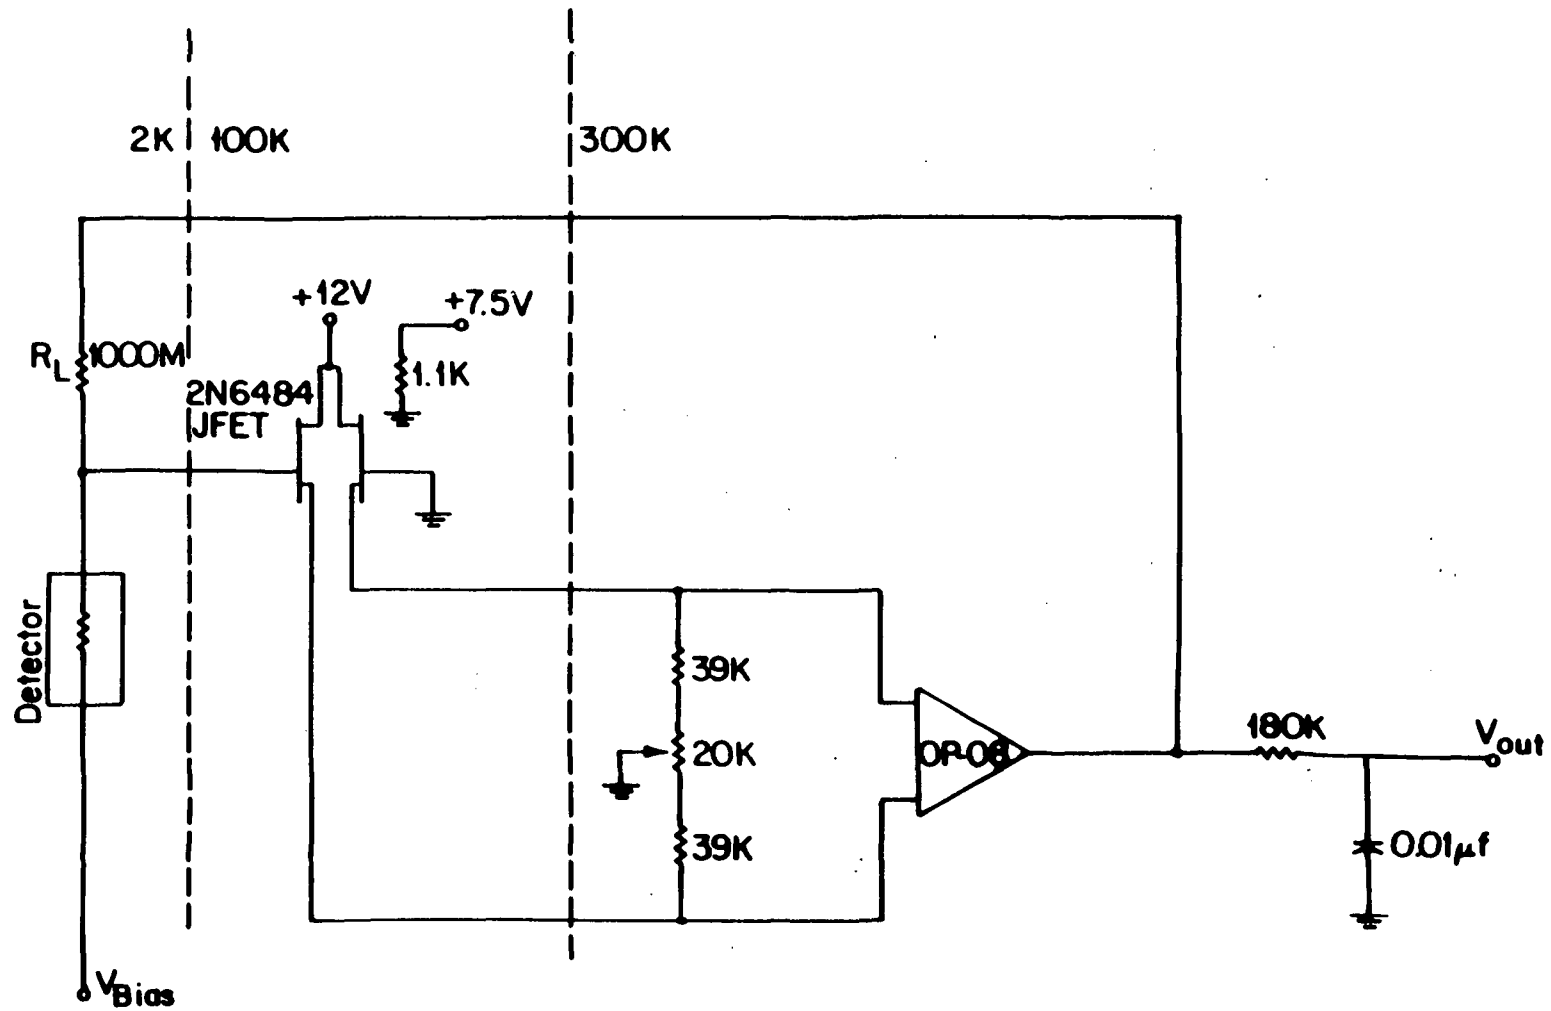 2K
100K
300K
+12V
+7.5V
RL
1000M
1.1K
2N6484
JFET
Detector
39K
20K
39K
OP-06
180K
Vout
0.01μf
VBias